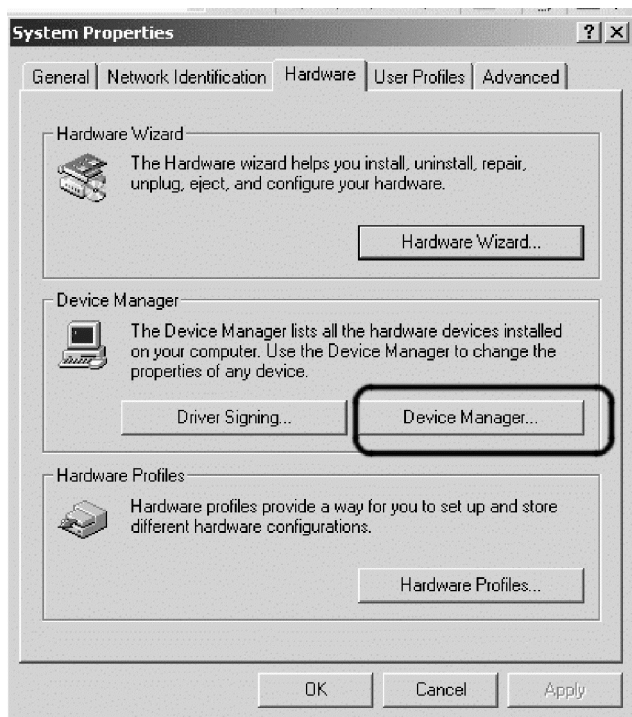 System Properties
? X
General Network Identification Hardware User Profiles Advanced
Hardware Wizard
The Hardware wizard helps you install, uninstall, repair,
unplug, eject, and configure your hardware.
Hardware Wizard...
Device Manager
The Device Manager lists all the hardware devices installed
on your computer. Use the Device Manager to change the
properties of any device.
Driver Signing... Device Manager...
Hardware Profiles
Hardware profiles provide a way for you to set up and store
different hardware configurations.
Hardware Profiles...
OK Cancel Apply